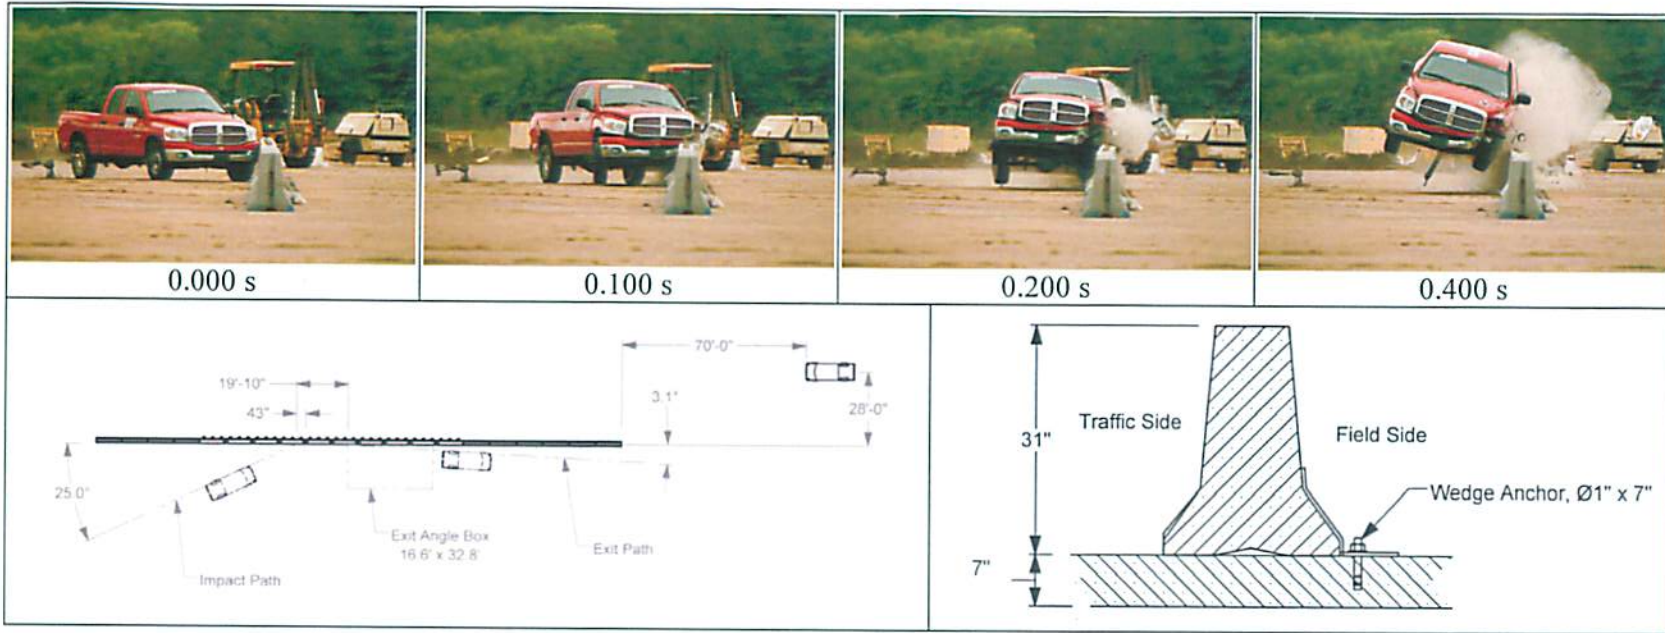 0.000 s
0.100 s
0.200 s
0.400 s
70'-0"
19'-10"
43"
3.1°
28'-0"
25.0°
Exit Angle Box
16.6' x 32.8'
Exit Path
Impact Path
31"
Traffic Side
Field Side
Wedge Anchor, Ø1" x 7"
7"